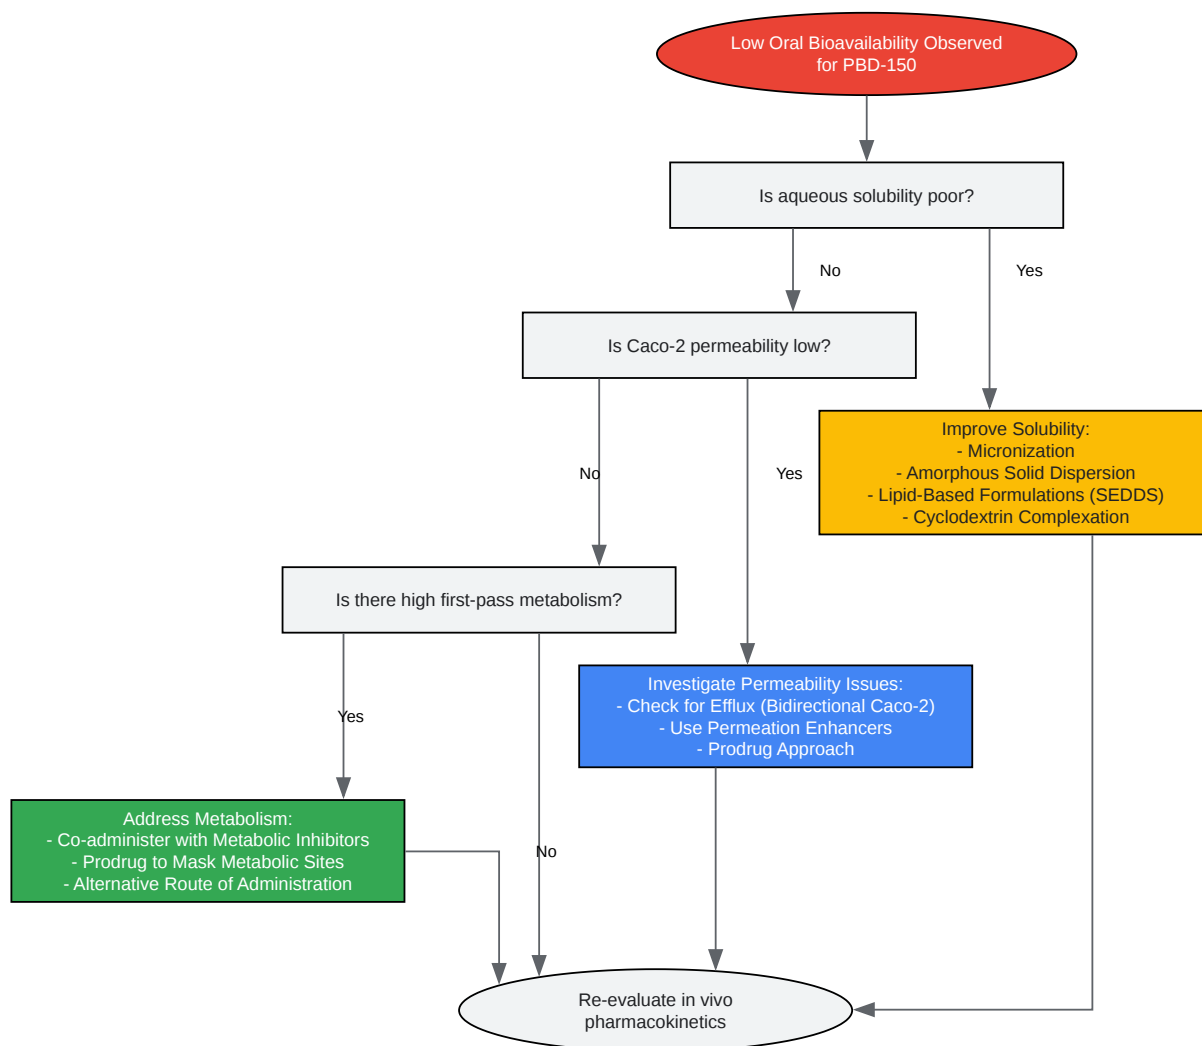 Low Oral Bioavailability Observed
for PBD-150
Is aqueous solubility poor?
No
Yes
Is Caco-2 permeability low?
Improve Solubility:
- Micronization
- Amorphous Solid Dispersion
- Lipid-Based Formulations (SEDDS)
- Cyclodextrin Complexation
No
Yes
Is there high first-pass metabolism?
Investigate Permeability Issues:
- Check for Efflux (Bidirectional Caco-2)
- Use Permeation Enhancers
- Prodrug Approach
Yes
Address Metabolism:
- Co-administer with Metabolic Inhibitors
- Prodrug to Mask Metabolic Sites
- Alternative Route of Administration
No
Re-evaluate in vivo
pharmacokinetics